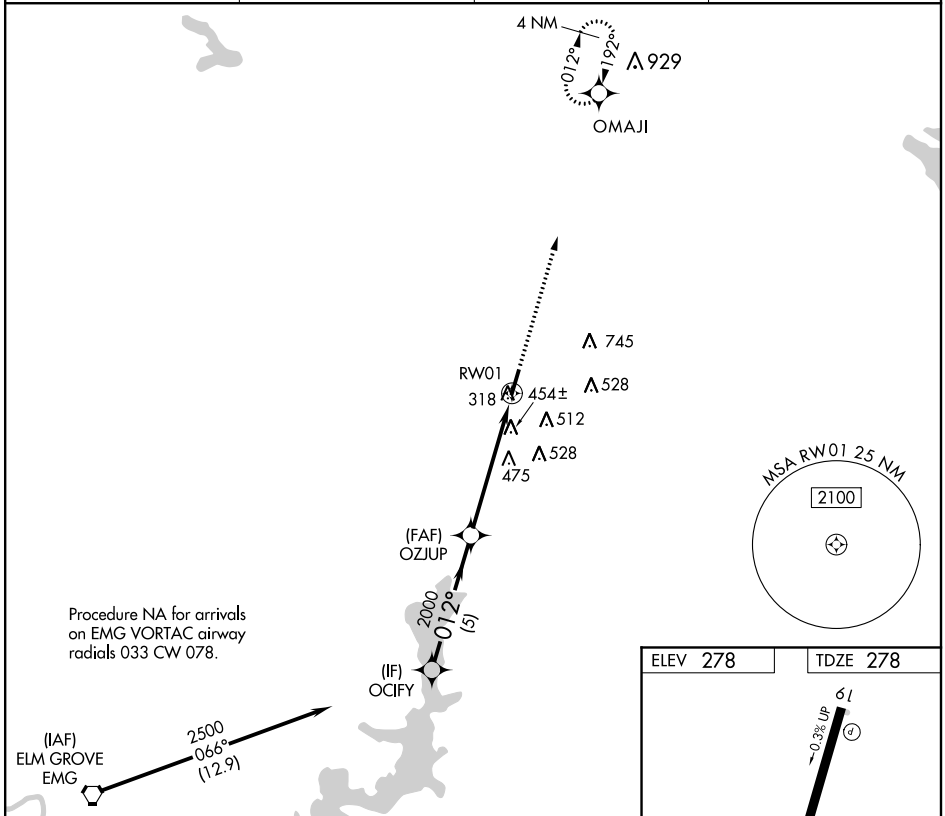 4 NM
012°
192°
929
OMAJI
745
RW01
318
454±
528
512
528
475
(FAF)
OZJUP
MSA RW01 25 NM
2100
2000
012°
(5)
Procedure NA for arrivals
on EMG VORTAC airway
radials 033 CW 078.
(IF)
OCIFY
2500
066°
(12.9)
(IAF)
ELM GROVE
EMG
ELEV 278
TDZE 278
19
0.3% UP
P